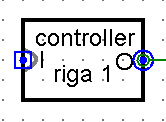 controller
I O
riga 1